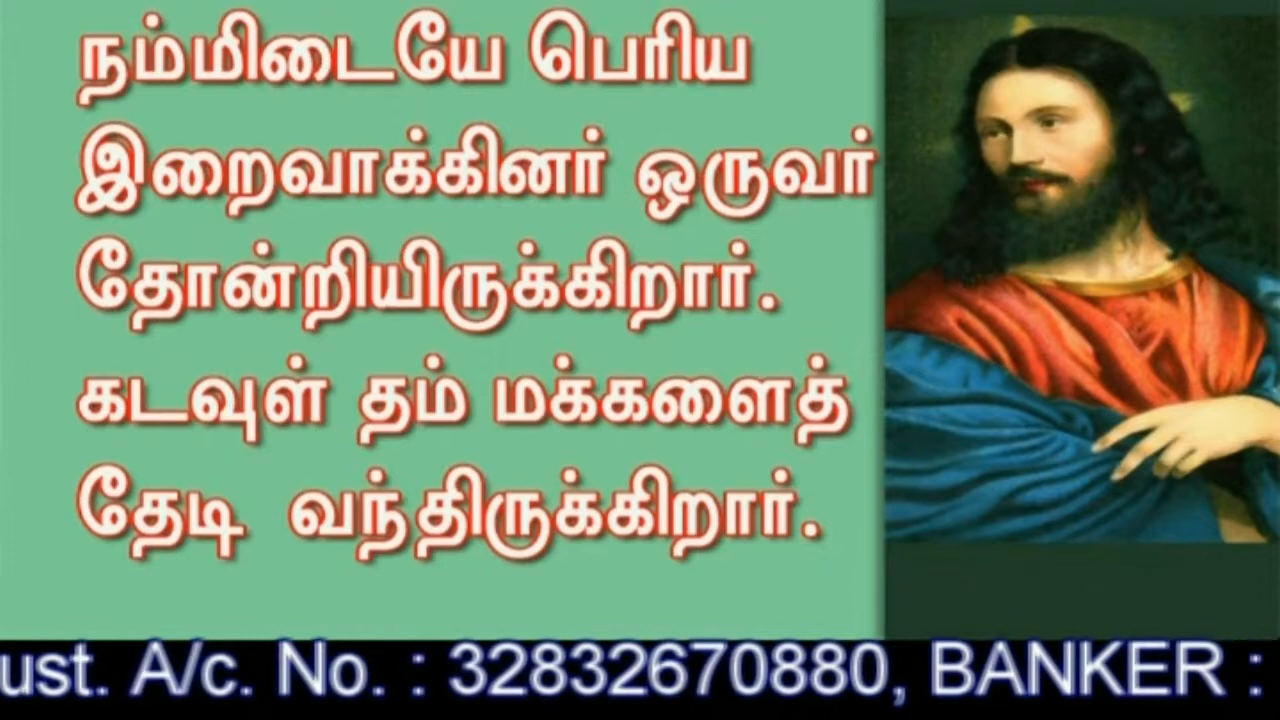 நம்மிடையே பெரிய
இறைவாக்கினர் ஒருவர்
தோன்றியிருக்கிறார்.
கடவுள் தம் மக்களைத்
தேடி வந்திருக்கிறார்.
ust. A/c. No. : 32832670880, BANKER :